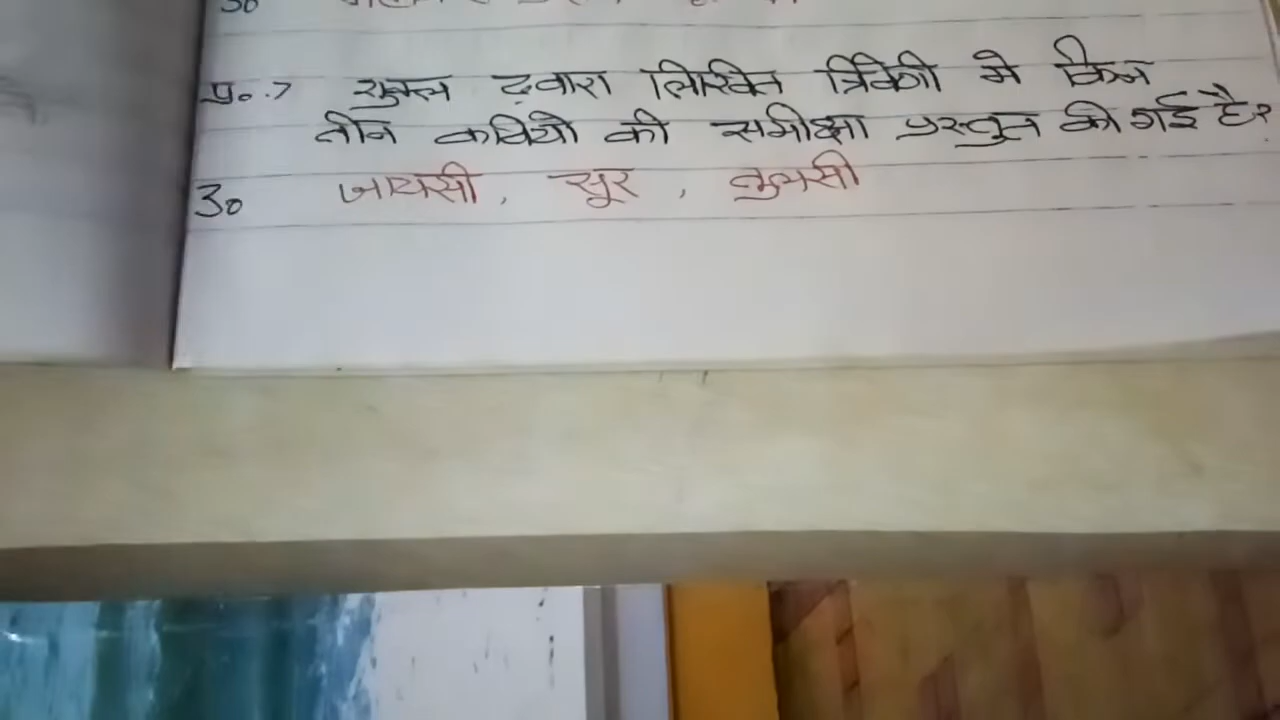 प्र०.7 शुक्ल द्वारा लिखित त्रिवेणी मे किन
तीन कवियो की समीक्षा प्रस्तुत की गई है?
उ० जायसी, सूर, तुलसी